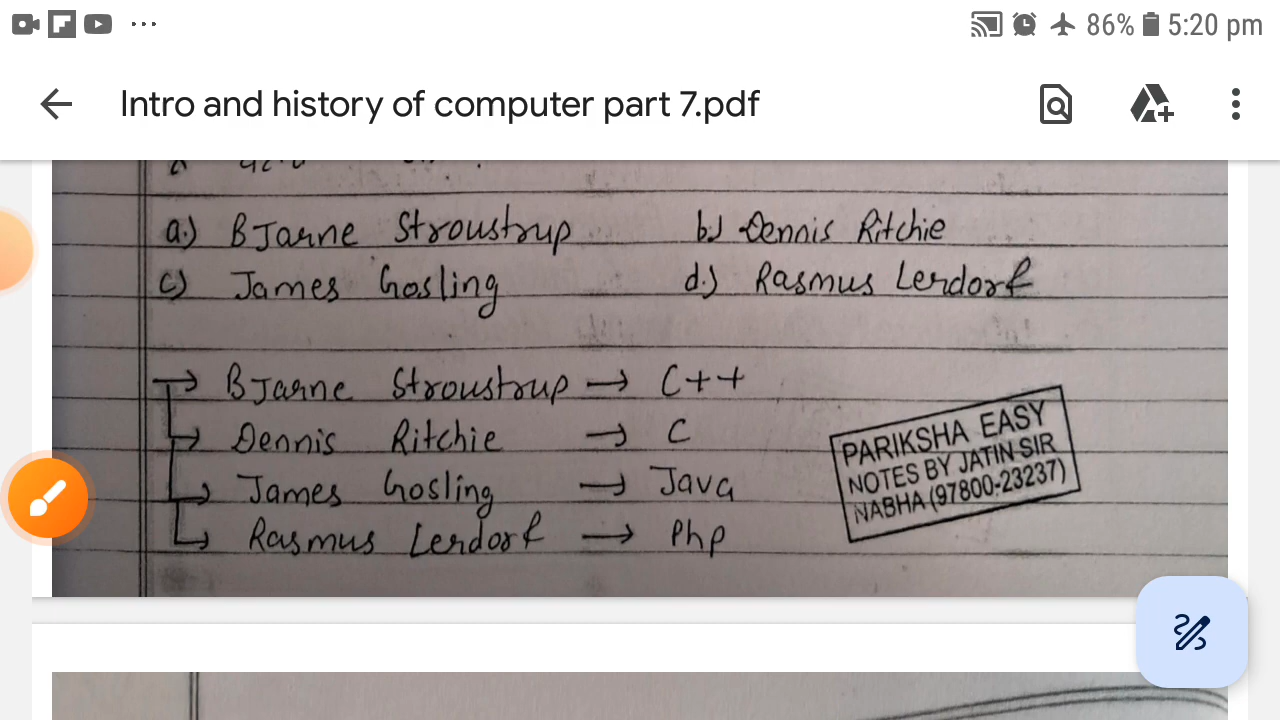 86% 5:20 pm
Intro and history of computer part 7.pdf
a.) BJarne Stroustrup b.) Dennis Ritchie
c) James Gosling d.) Rasmus Lerdorf
BJarne Stroustrup → C++
Dennis Ritchie → C
James Gosling → Java
Rasmus Lerdorf → Php
PARIKSHA EASY
NOTES BY JATIN SIR
NABHA (97800-23237)